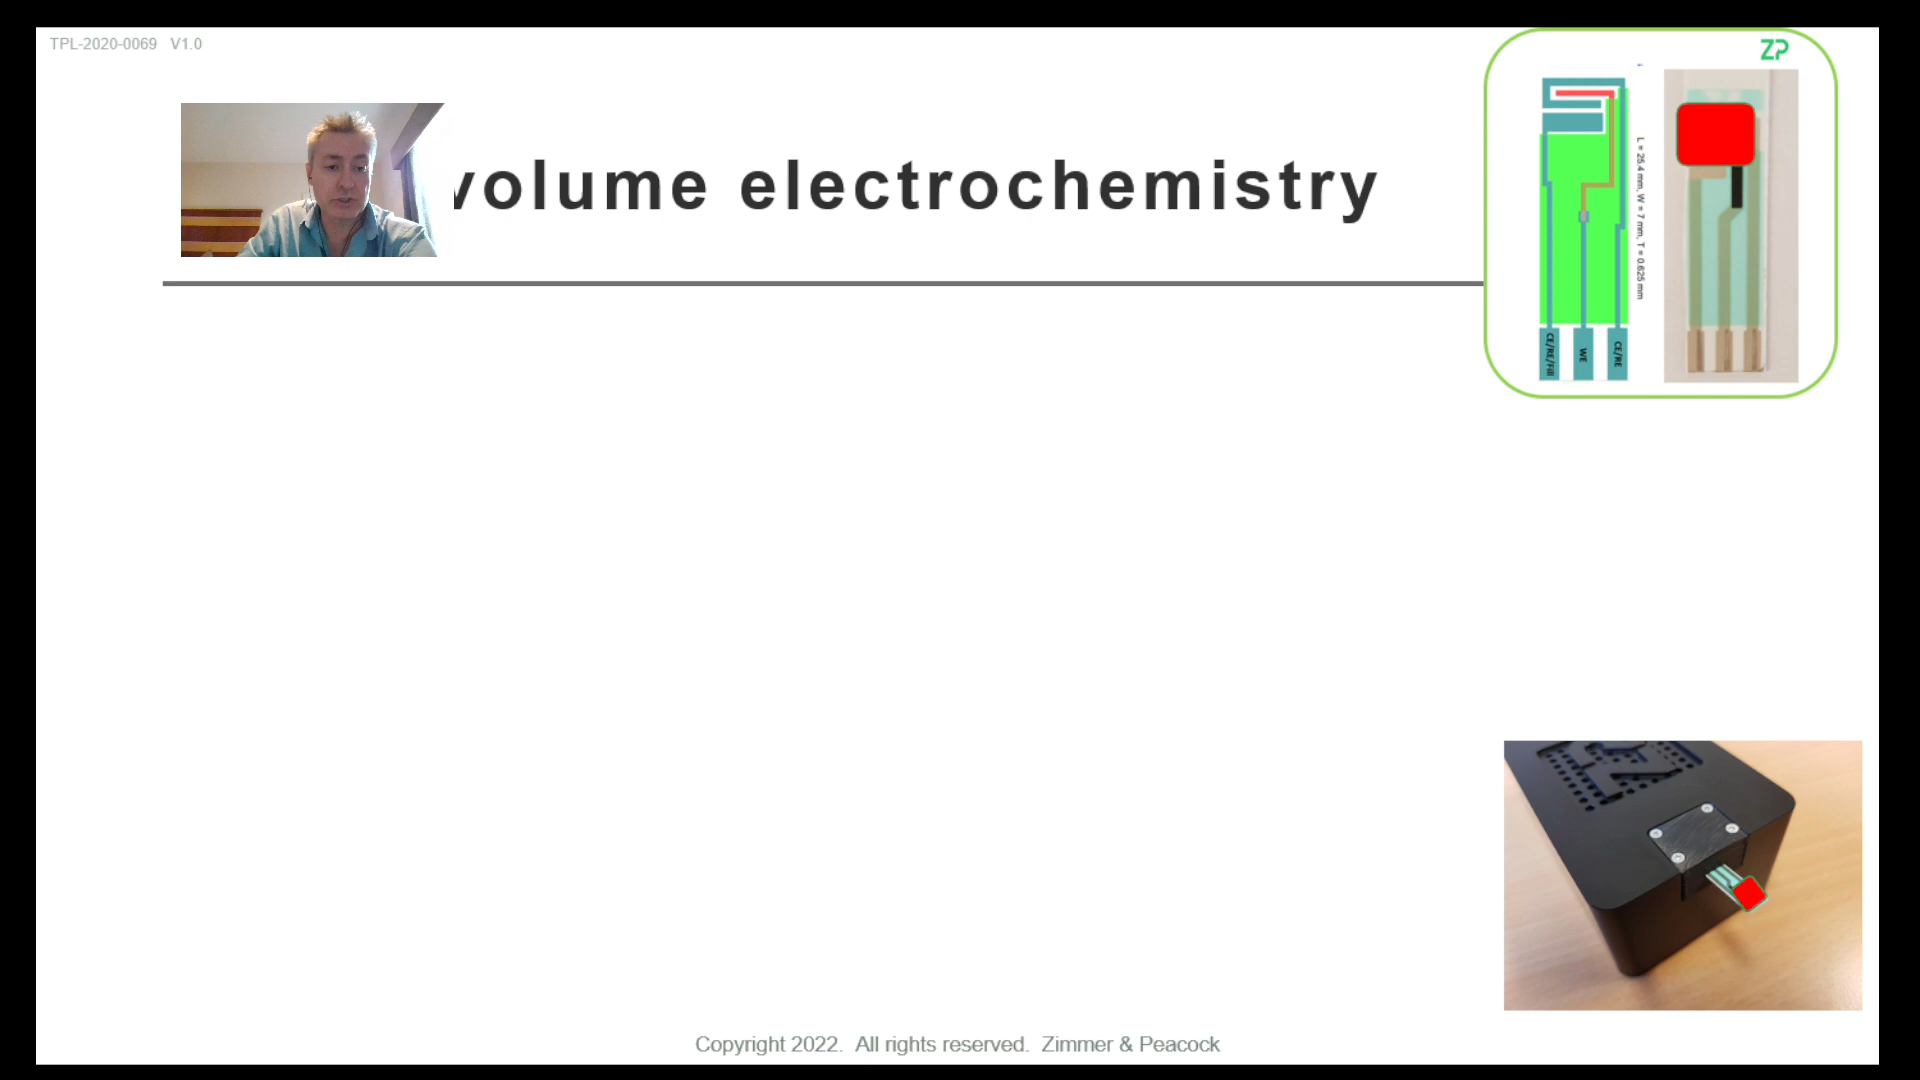 TPL-2020-0069 V1.0
ZP
volume electrochemistry
L = 25.4 mm, W = 7 mm, T = 0.625 mm
CE/RE/Fill
WE
CE/RE
Copyright 2022. All rights reserved. Zimmer & Peacock